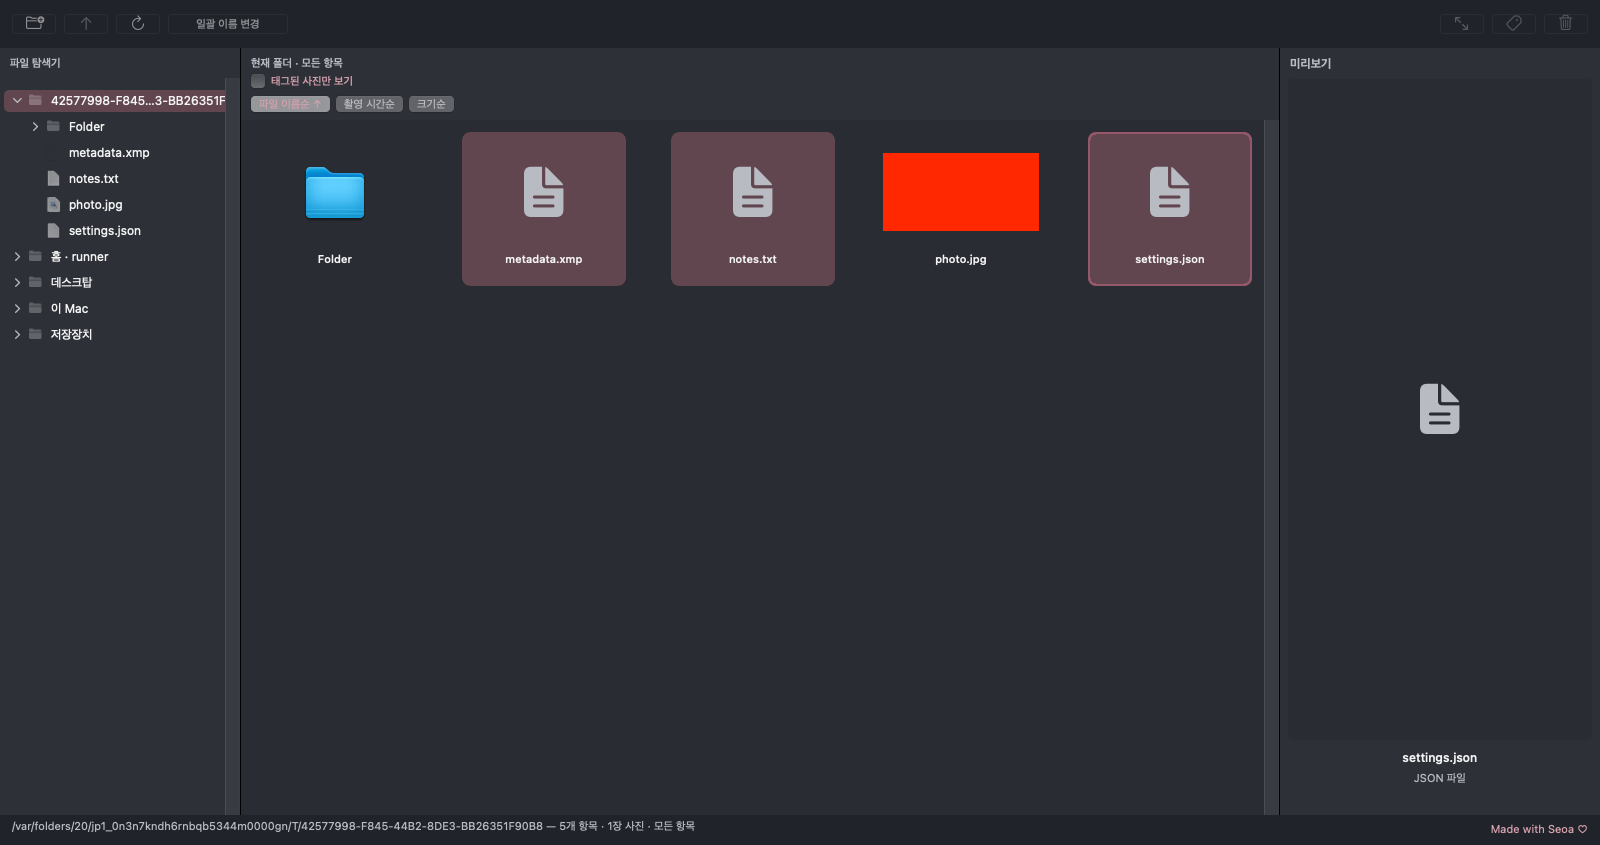 일괄 이름 변경
파일 탐색기
42577998-F845...3-BB26351F
Folder
metadata.xmp
notes.txt
photo.jpg
settings.json
홈 · runner
데스크탑
이 Mac
저장장치
현재 폴더 · 모든 항목
태그된 사진만 보기
파일 이름순 ↑ 촬영 시간순 크기순
Folder metadata.xmp notes.txt photo.jpg settings.json
미리보기
settings.json
JSON 파일
/var/folders/20/jp1_0n3n7kndh6rnbqb5344m0000gn/T/42577998-F845-44B2-8DE3-BB26351F90B8 — 5개 항목 · 1장 사진 · 모든 항목
Made with Seoa ♡